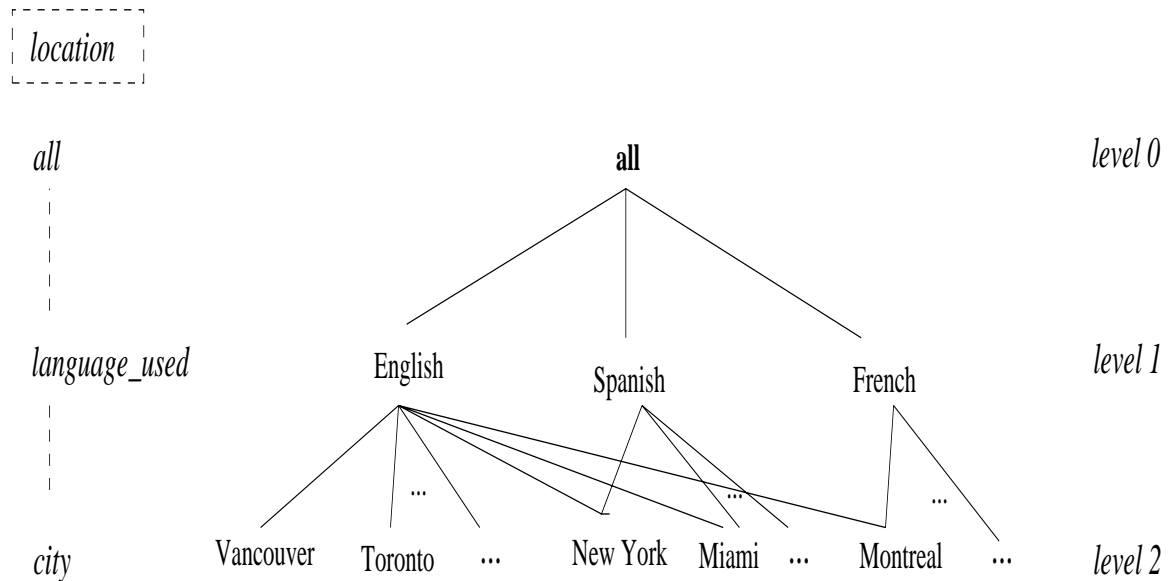 location
all all level 0
language_used English Spanish French level 1
... ... ...
city Vancouver Toronto ... New York Miami ... Montreal ... level 2